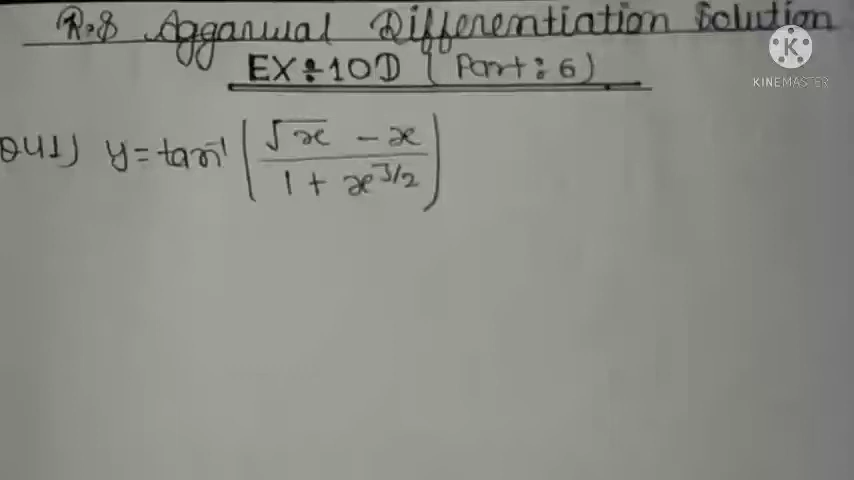 R.S Aggarwal Differentiation Solution
EX÷10D (Part:6)
KINEMASTER
Q41) y = tan⁻¹ ( (√x - x) / (1 + x^3/2) )